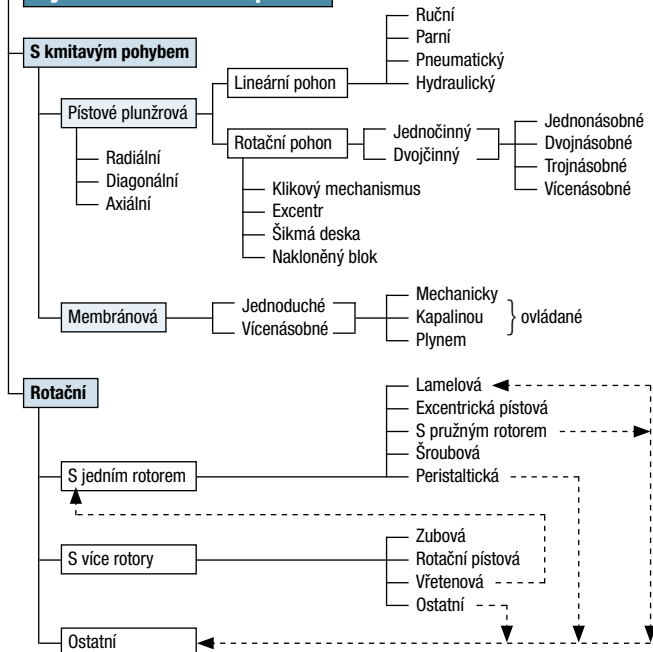 S kmitavým pohybem
Pístové plunžrová
Radiální
Diagonální
Axiální
Lineární pohon
Ruční
Parní
Pneumatický
Hydraulický
Rotační pohon
Jednočinný
Dvojčinný
Jednonásobné
Dvojnásobné
Trojnásobné
Vícenásobné
Klikový mechanismus
Excentr
Šikmá deska
Nakloněný blok
Membránová
Jednoduché
Vícenásobné
Mechanicky
Kapalinou
Plynem
ovládané
Rotační
S jedním rotorem
Lamelová
Excentrická pístová
S pružným rotorem
Šroubová
Peristaltická
S více rotory
Zubová
Rotační pístová
Vřetenová
Ostatní
Ostatní